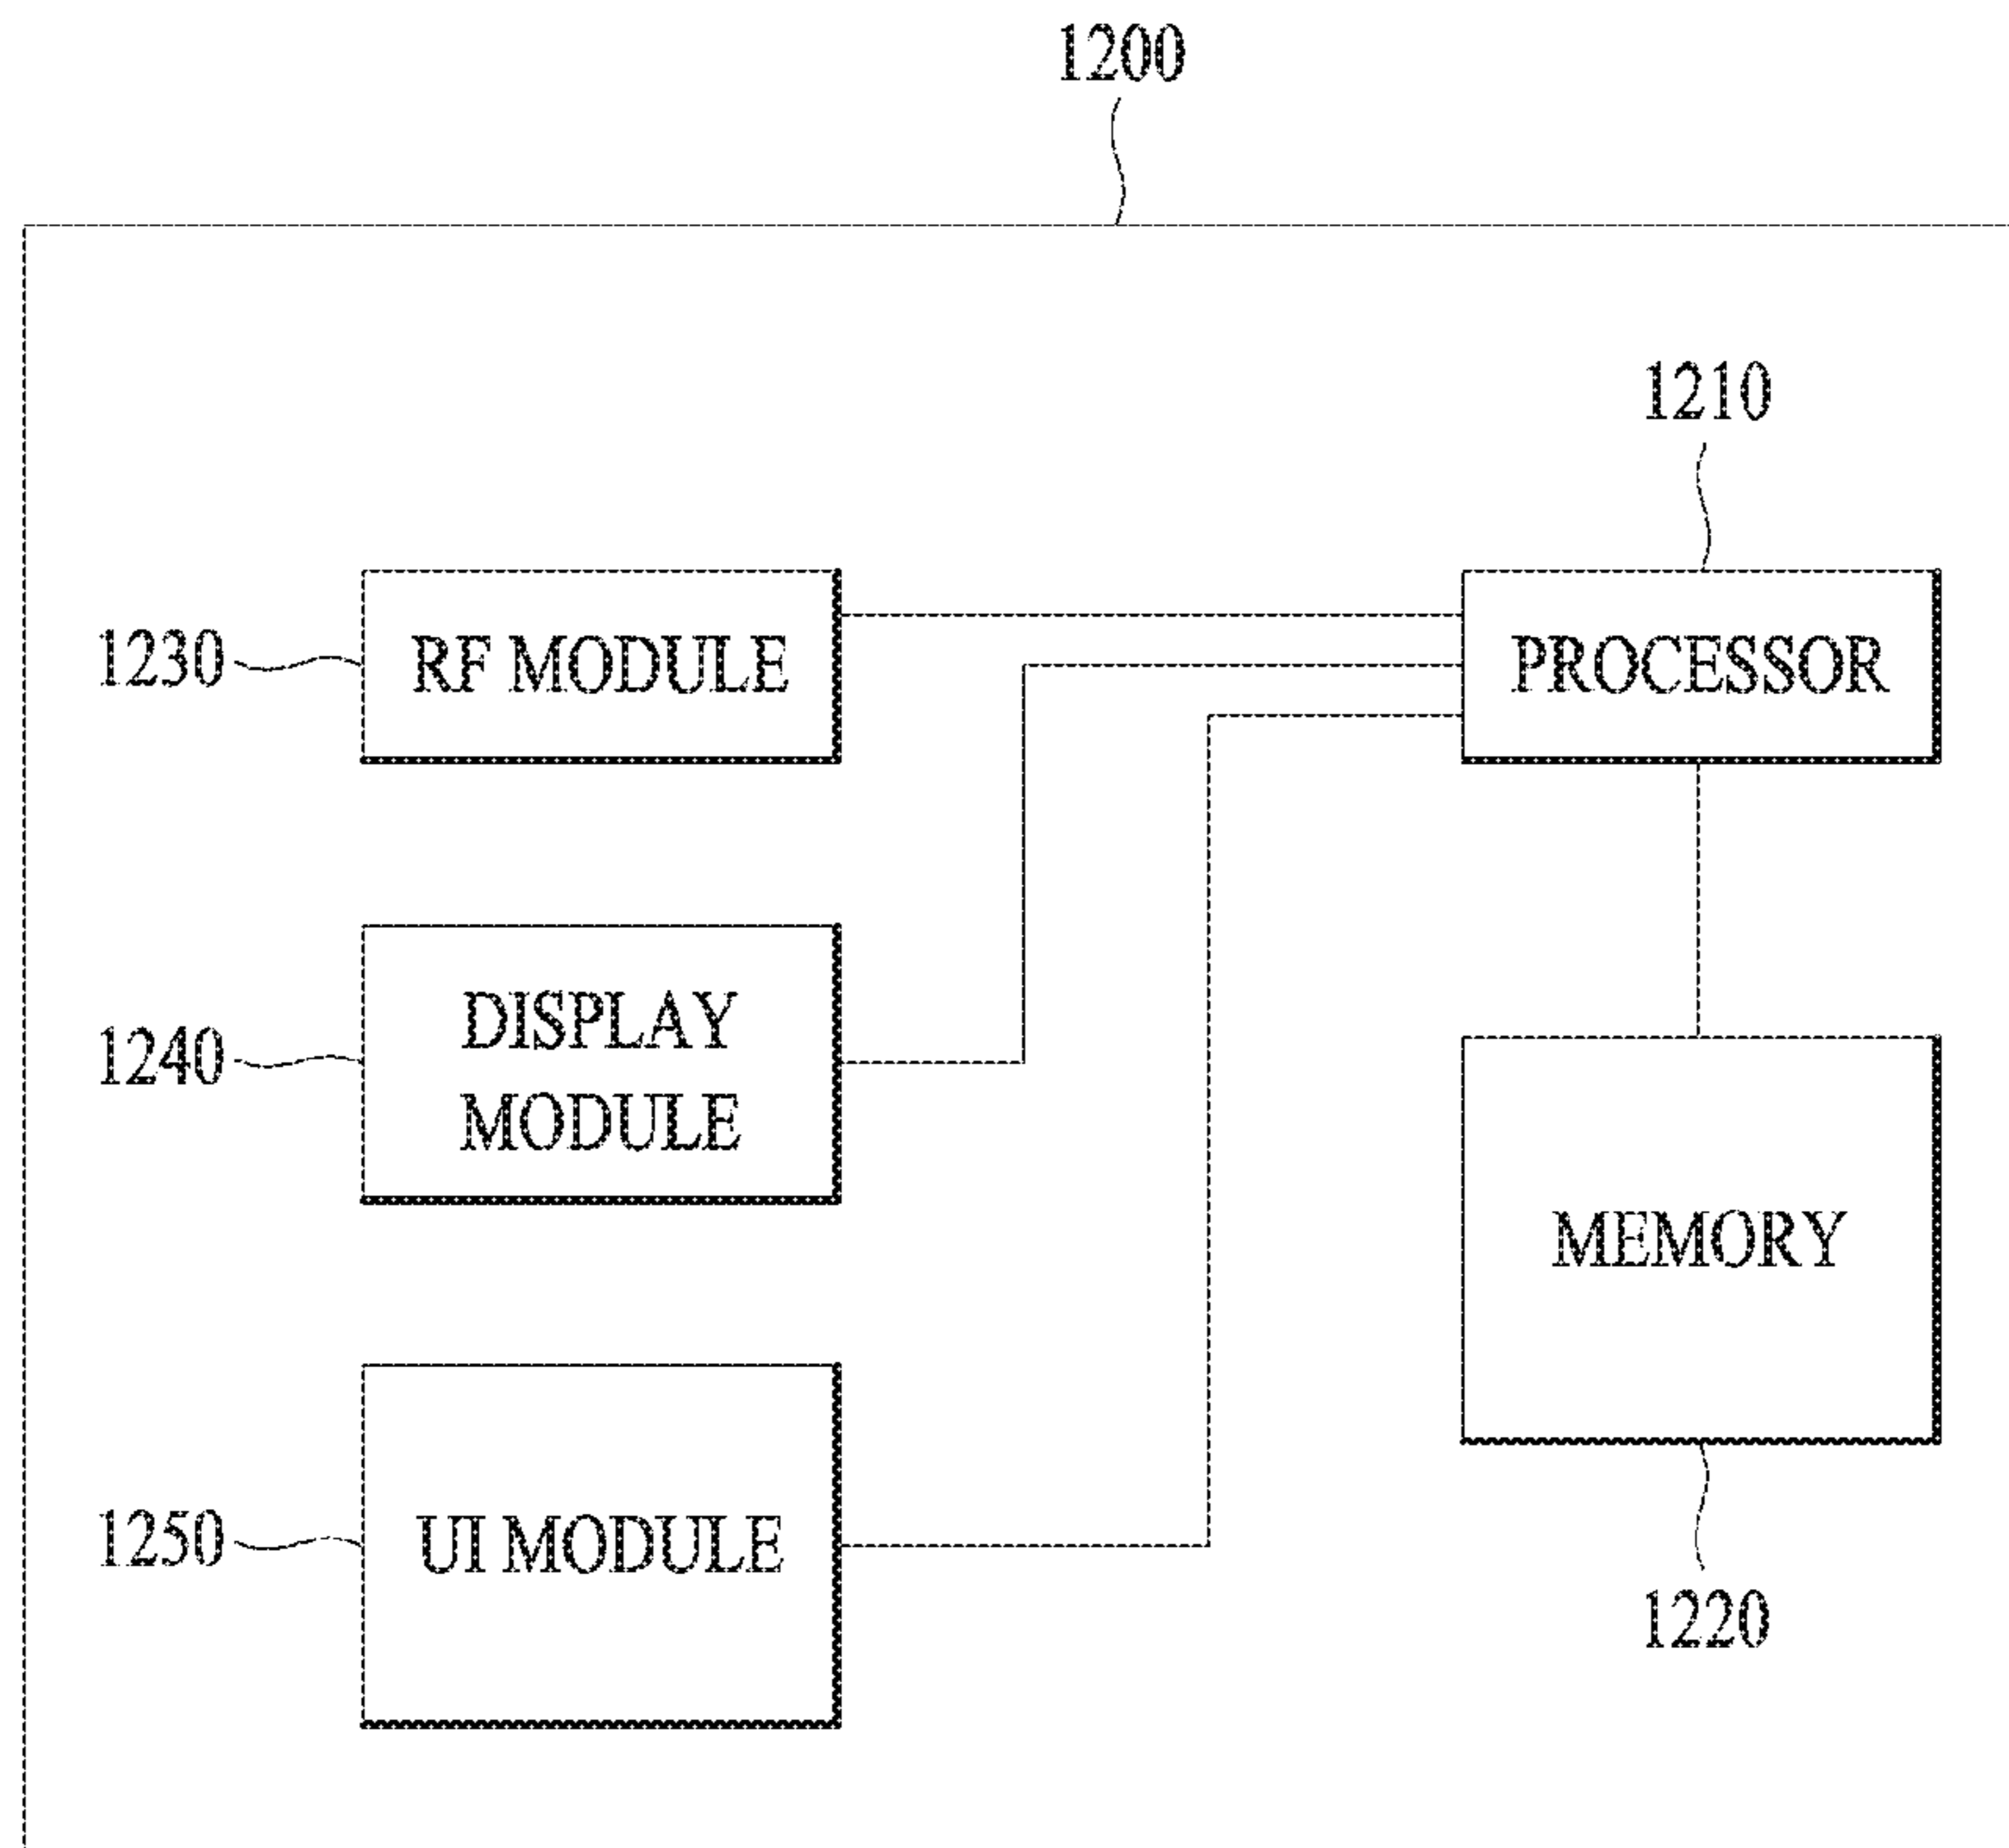 1200
1210
1230
RF MODULE
PROCESSOR
1240
DISPLAY
MODULE
MEMORY
1250
UI MODULE
1220